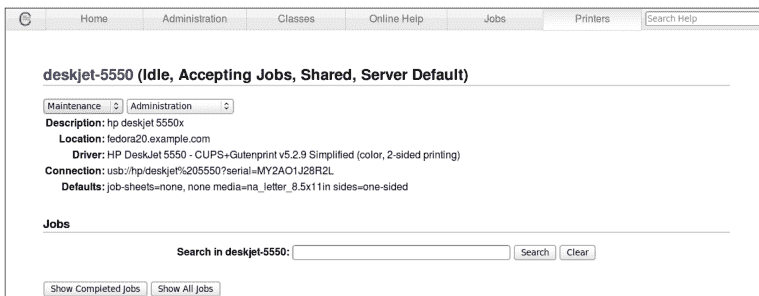 Home Administration Classes Online Help Jobs Printers Search Help
deskjet-5550 (Idle, Accepting Jobs, Shared, Server Default)
Maintenance Administration
Description: hp deskjet 5550x
Location: fedora20.example.com
Driver: HP DeskJet 5550 - CUPS+Gutenprint v5.2.9 Simplified (color, 2-sided printing)
Connection: usb://hp/deskjet%205550?serial=MY2AO1J28R2L
Defaults: job-sheets=none, none media=na_letter_8.5x11in sides=one-sided
Jobs
Search in deskjet-5550: Search Clear
Show Completed Jobs Show All Jobs